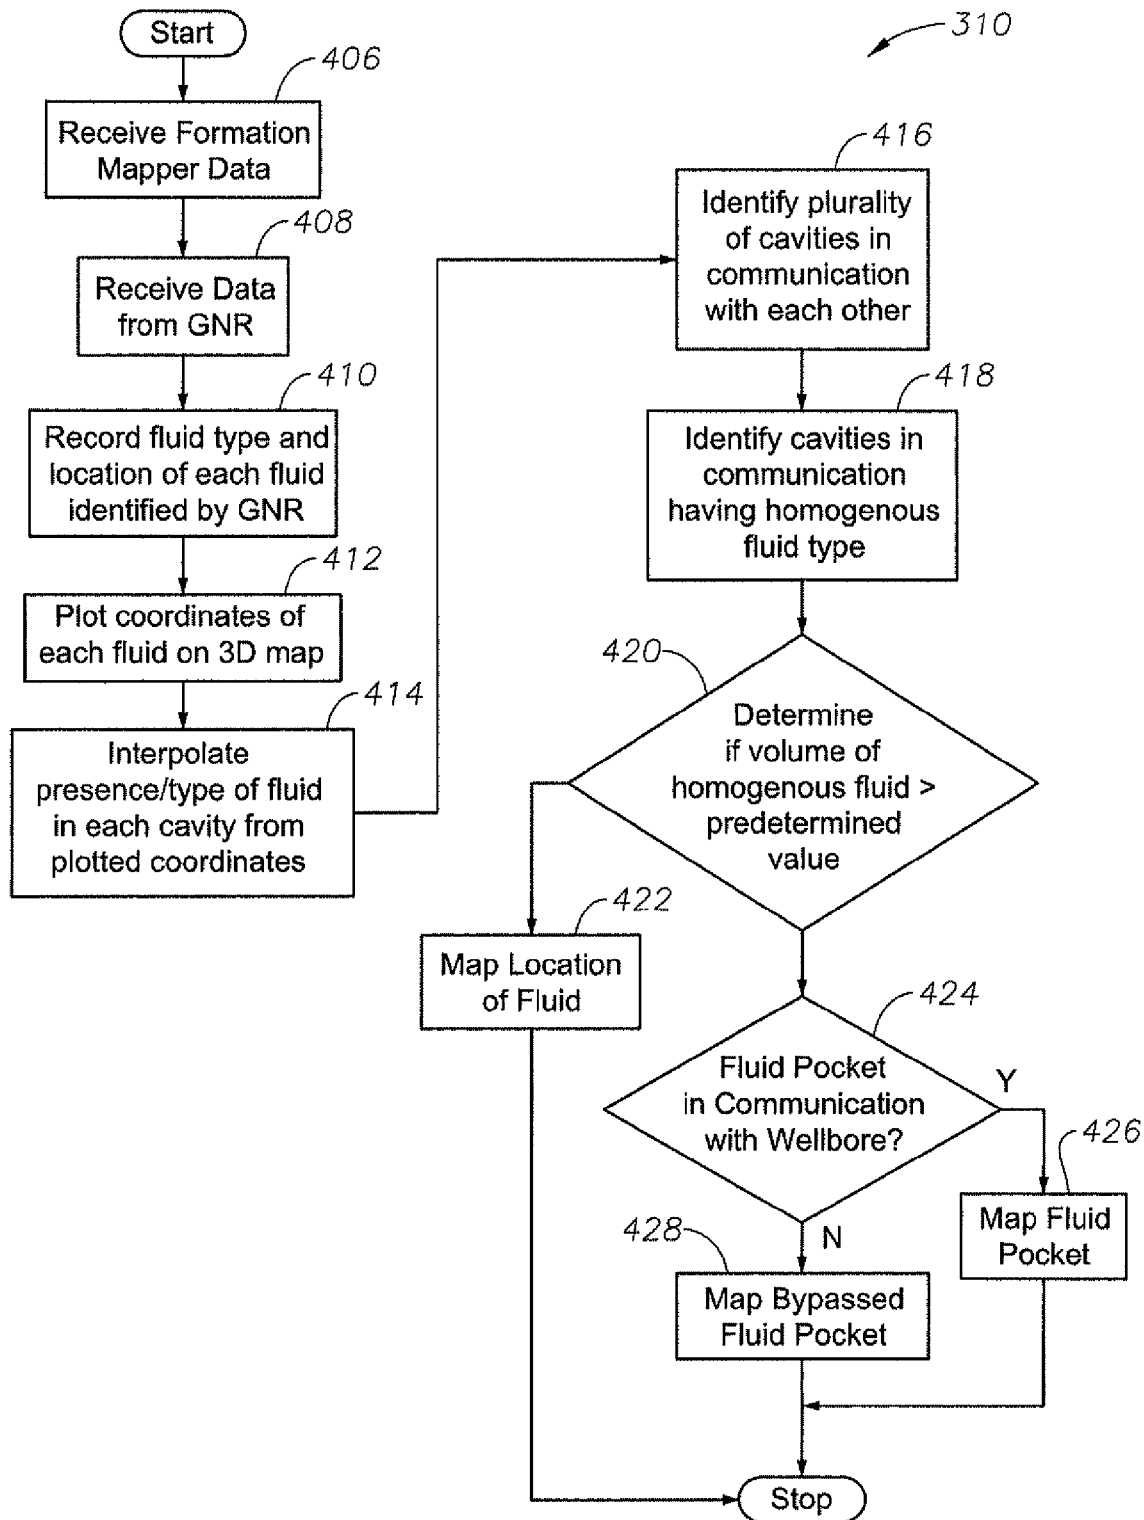 Start
310
406
Receive Formation
Mapper Data
408
Receive Data
from GNR
410
Record fluid type and
location of each fluid
identified by GNR
412
Plot coordinates of
each fluid on 3D map
414
Interpolate
presence/type of fluid
in each cavity from
plotted coordinates
416
Identify plurality
of cavities in
communication
with each other
418
Identify cavities in
communication
having homogenous
fluid type
420
Determine
if volume of
homogenous fluid >
predetermined
value
422
Map Location
of Fluid
424
Fluid Pocket
in Communication
with Wellbore?
Y
426
Map Fluid
Pocket
N
428
Map Bypassed
Fluid Pocket
Stop